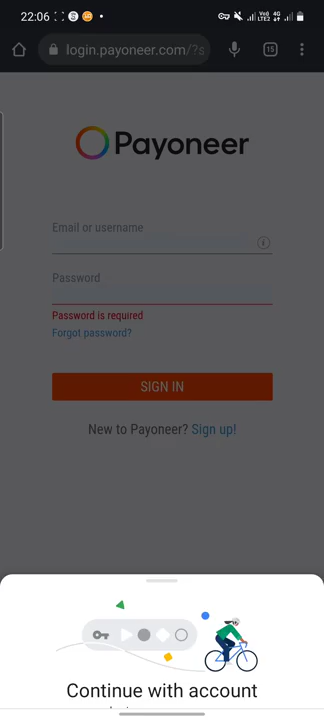 22:06
login.payoneer.com/?s
15
Payoneer
Email or username
Password
Password is required
Forgot password?
SIGN IN
New to Payoneer? Sign up!
Continue with account